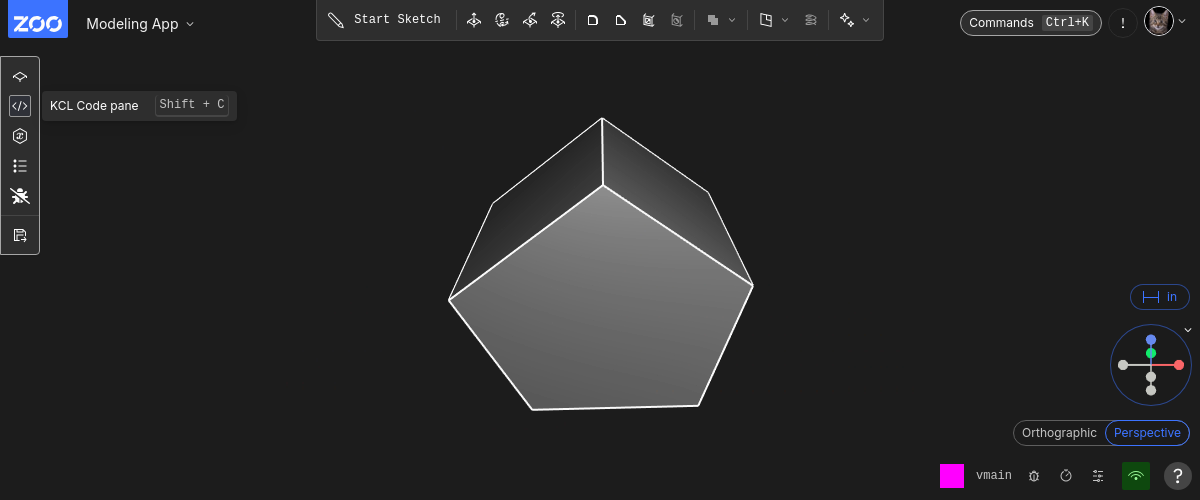 ZOO
Modeling App
Start Sketch
Commands Ctrl+K
!
KCL Code pane Shift + C
in
Orthographic Perspective
vmain
?